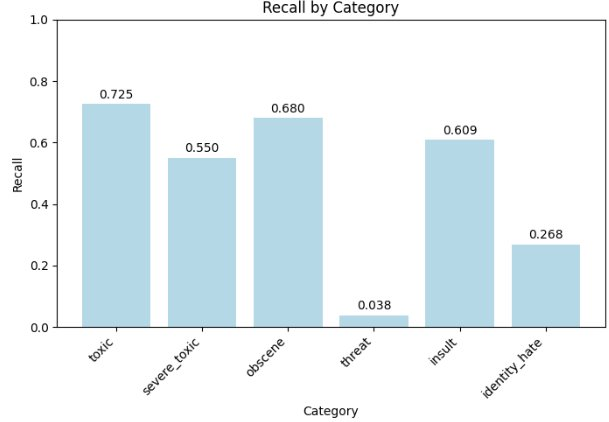 Recall by Category
1.0
0.8
0.6
0.4
0.2
0.0
Recall
0.725
0.550
0.680
0.038
0.609
0.268
toxic
severe_toxic
obscene
threat
insult
identity_hate
Category